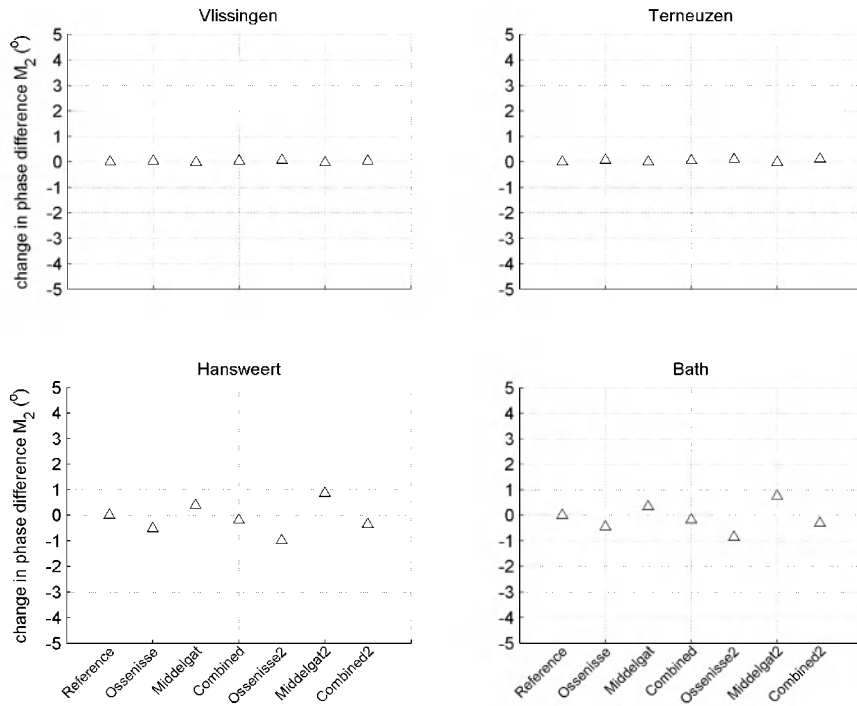 Vlissingen
change in phase difference M2 (o)
5
4
3
2
1
0
-1
-2
-3
-4
-5
Terneuzen
5
4
3
2
1
0
-1
-2
-3
-4
-5
Hansweert
change in phase difference M2 (o)
5
4
3
2
1
0
-1
-2
-3
-4
-5
Reference
Ossenisse
Middelgat
Combined
Ossenisse2
Middelgat2
Combined2
Bath
5
4
3
2
1
0
-1
-2
-3
-4
-5
Reference
Ossenisse
Middelgat
Combined
Ossenisse2
Middelgat2
Combined2